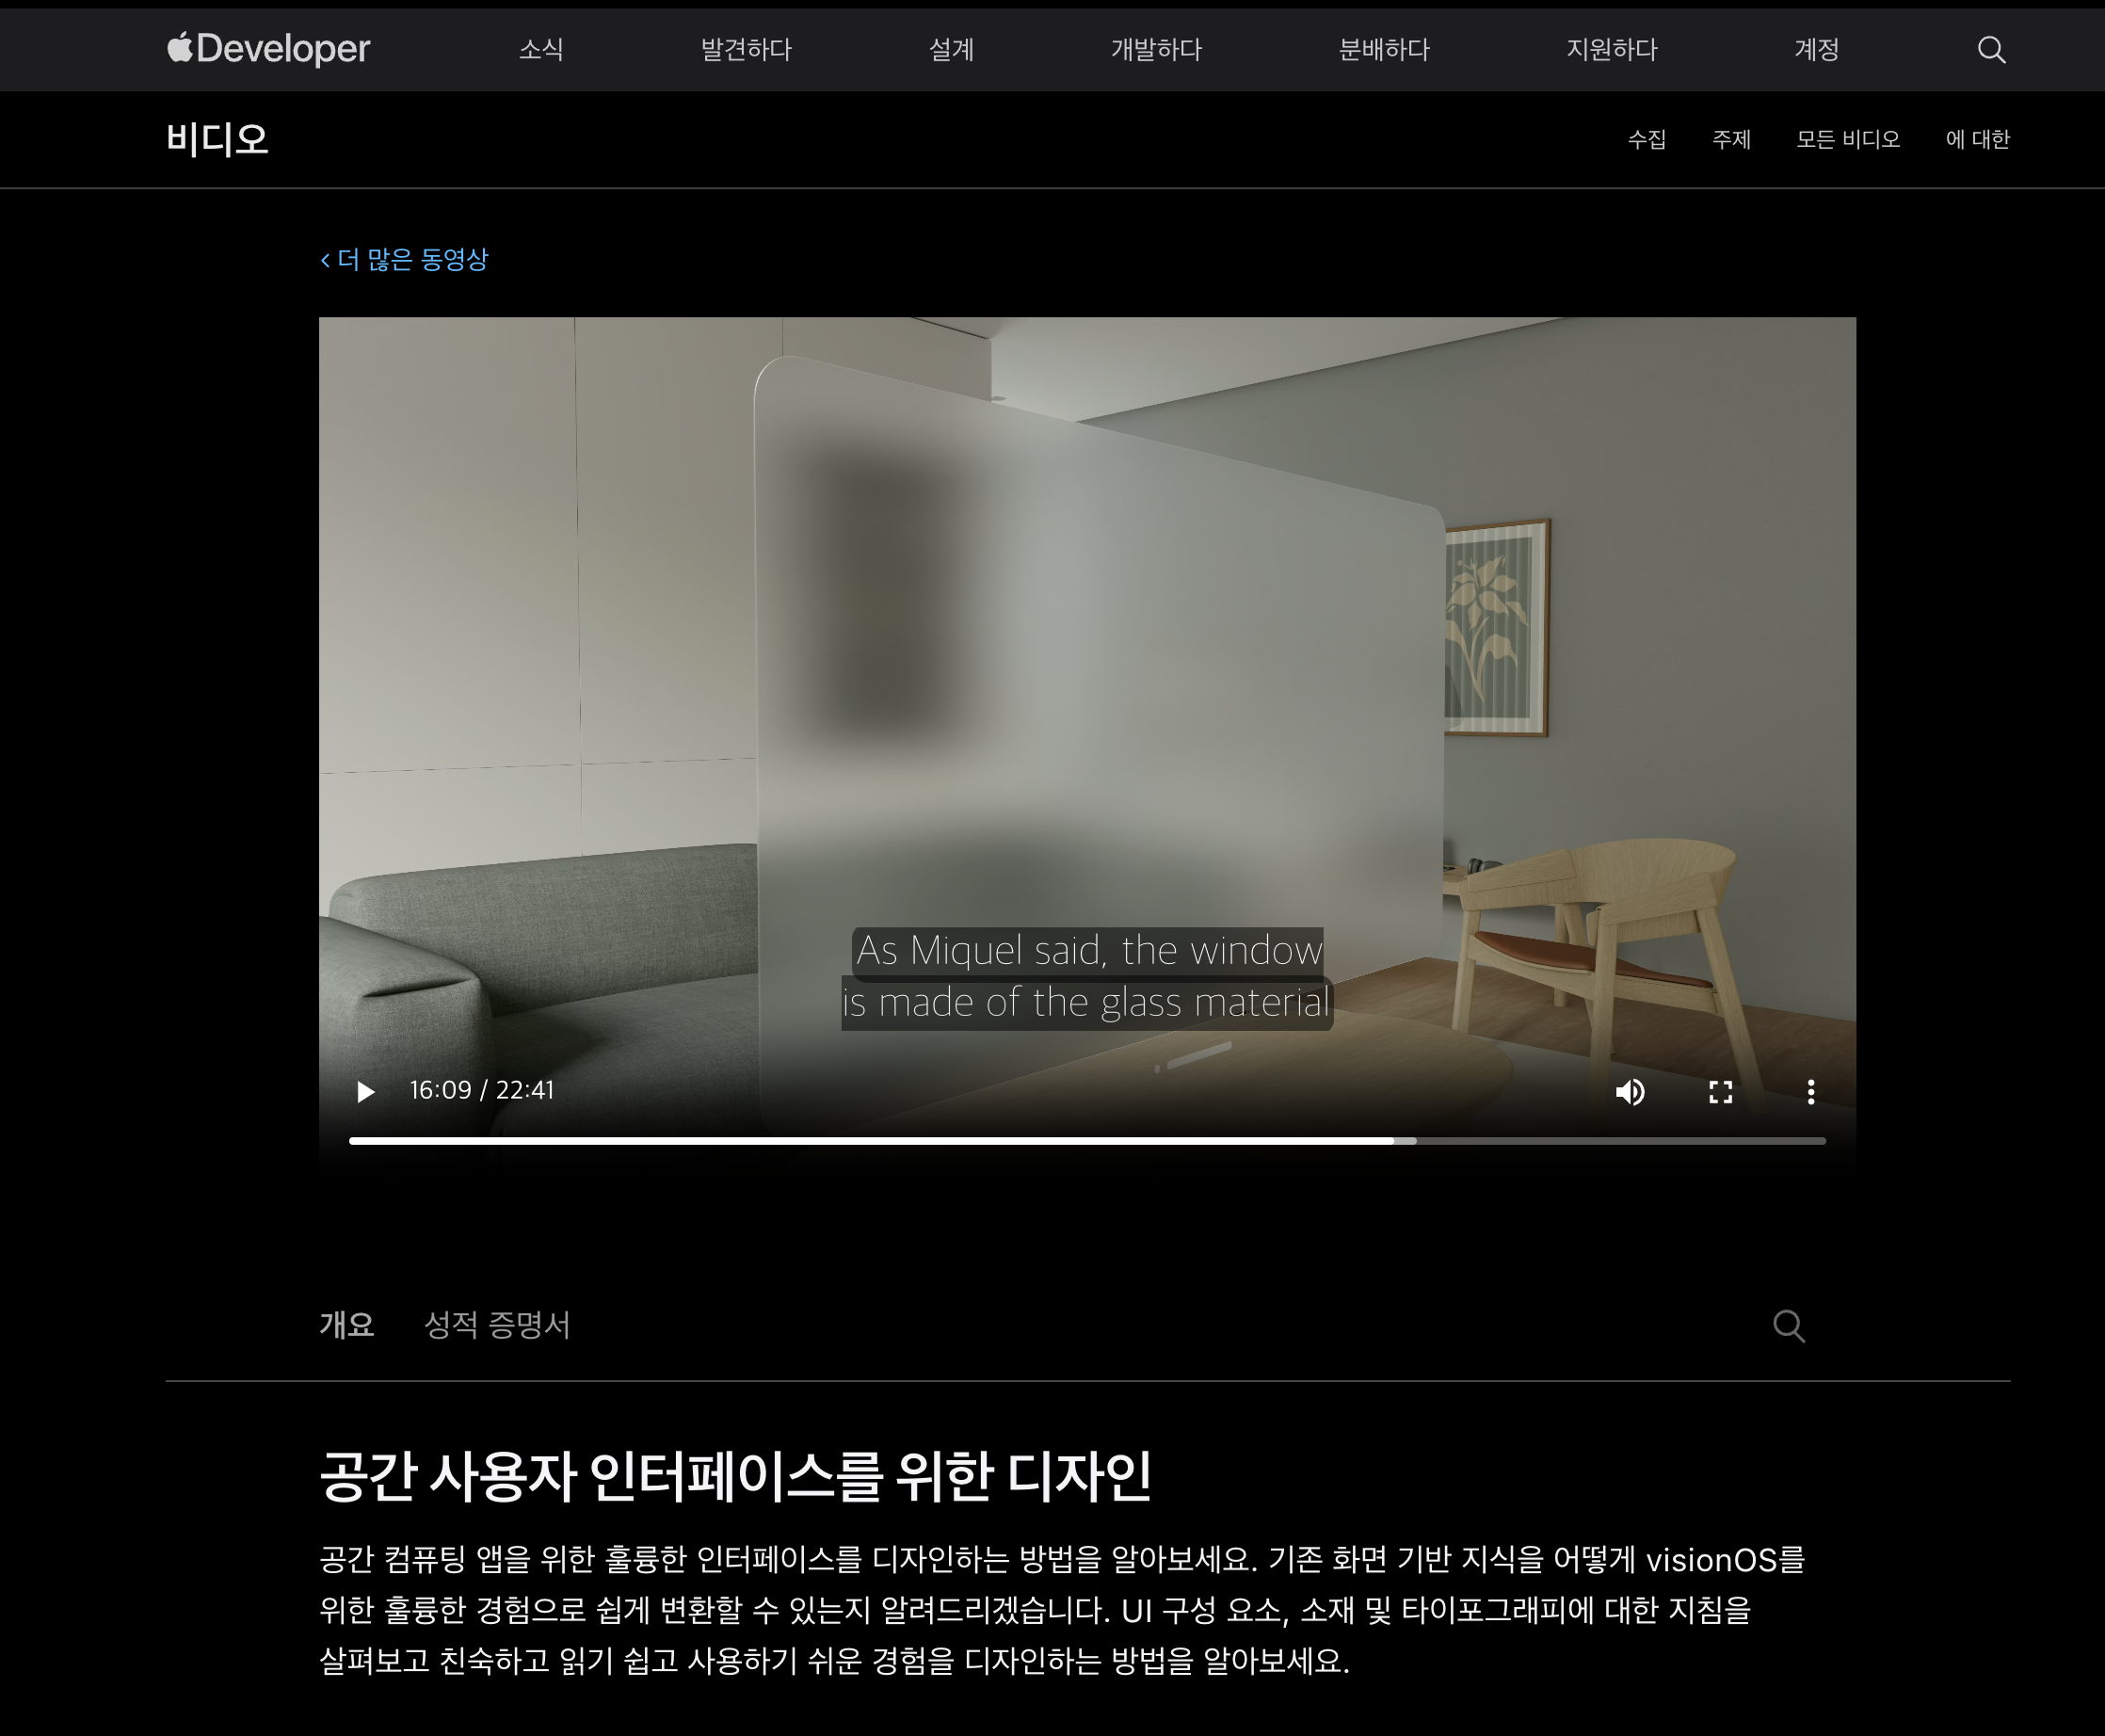 Developer
소식
발견하다
설계
개발하다
분배하다
지원하다
계정
비디오
수집
주제
모든 비디오
에 대한
더 많은 동영상
As Miquel said, the window
is made of the glass material
16:09 / 22:41
개요
성적 증명서
공간 사용자 인터페이스를 위한 디자인
공간 컴퓨팅 앱을 위한 훌륭한 인터페이스를 디자인하는 방법을 알아보세요. 기존 화면 기반 지식을 어떻게 visionOS를
위한 훌륭한 경험으로 쉽게 변환할 수 있는지 알려드리겠습니다. UI 구성 요소, 소재 및 타이포그래피에 대한 지침을
살펴보고 친숙하고 읽기 쉽고 사용하기 쉬운 경험을 디자인하는 방법을 알아보세요.